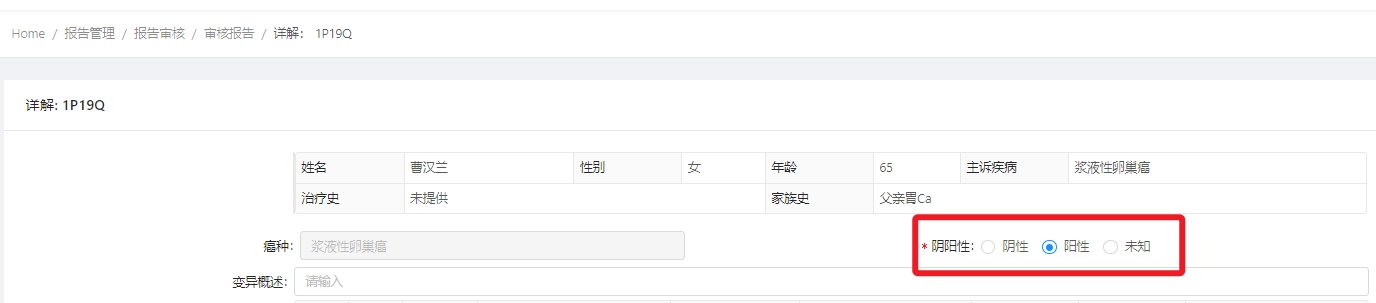 Home / 报告管理 / 报告审核 / 审核报告 / 详解： 1P19Q
详解: 1P19Q
姓名 曹汉兰 性别 女 年龄 65 主诉疾病 浆液性卵巢癌
治疗史 未提供 家族史 父亲胃Ca
癌种: 浆液性卵巢癌 * 阴阳性: 阴性 阳性 未知
变异概述: 请输入